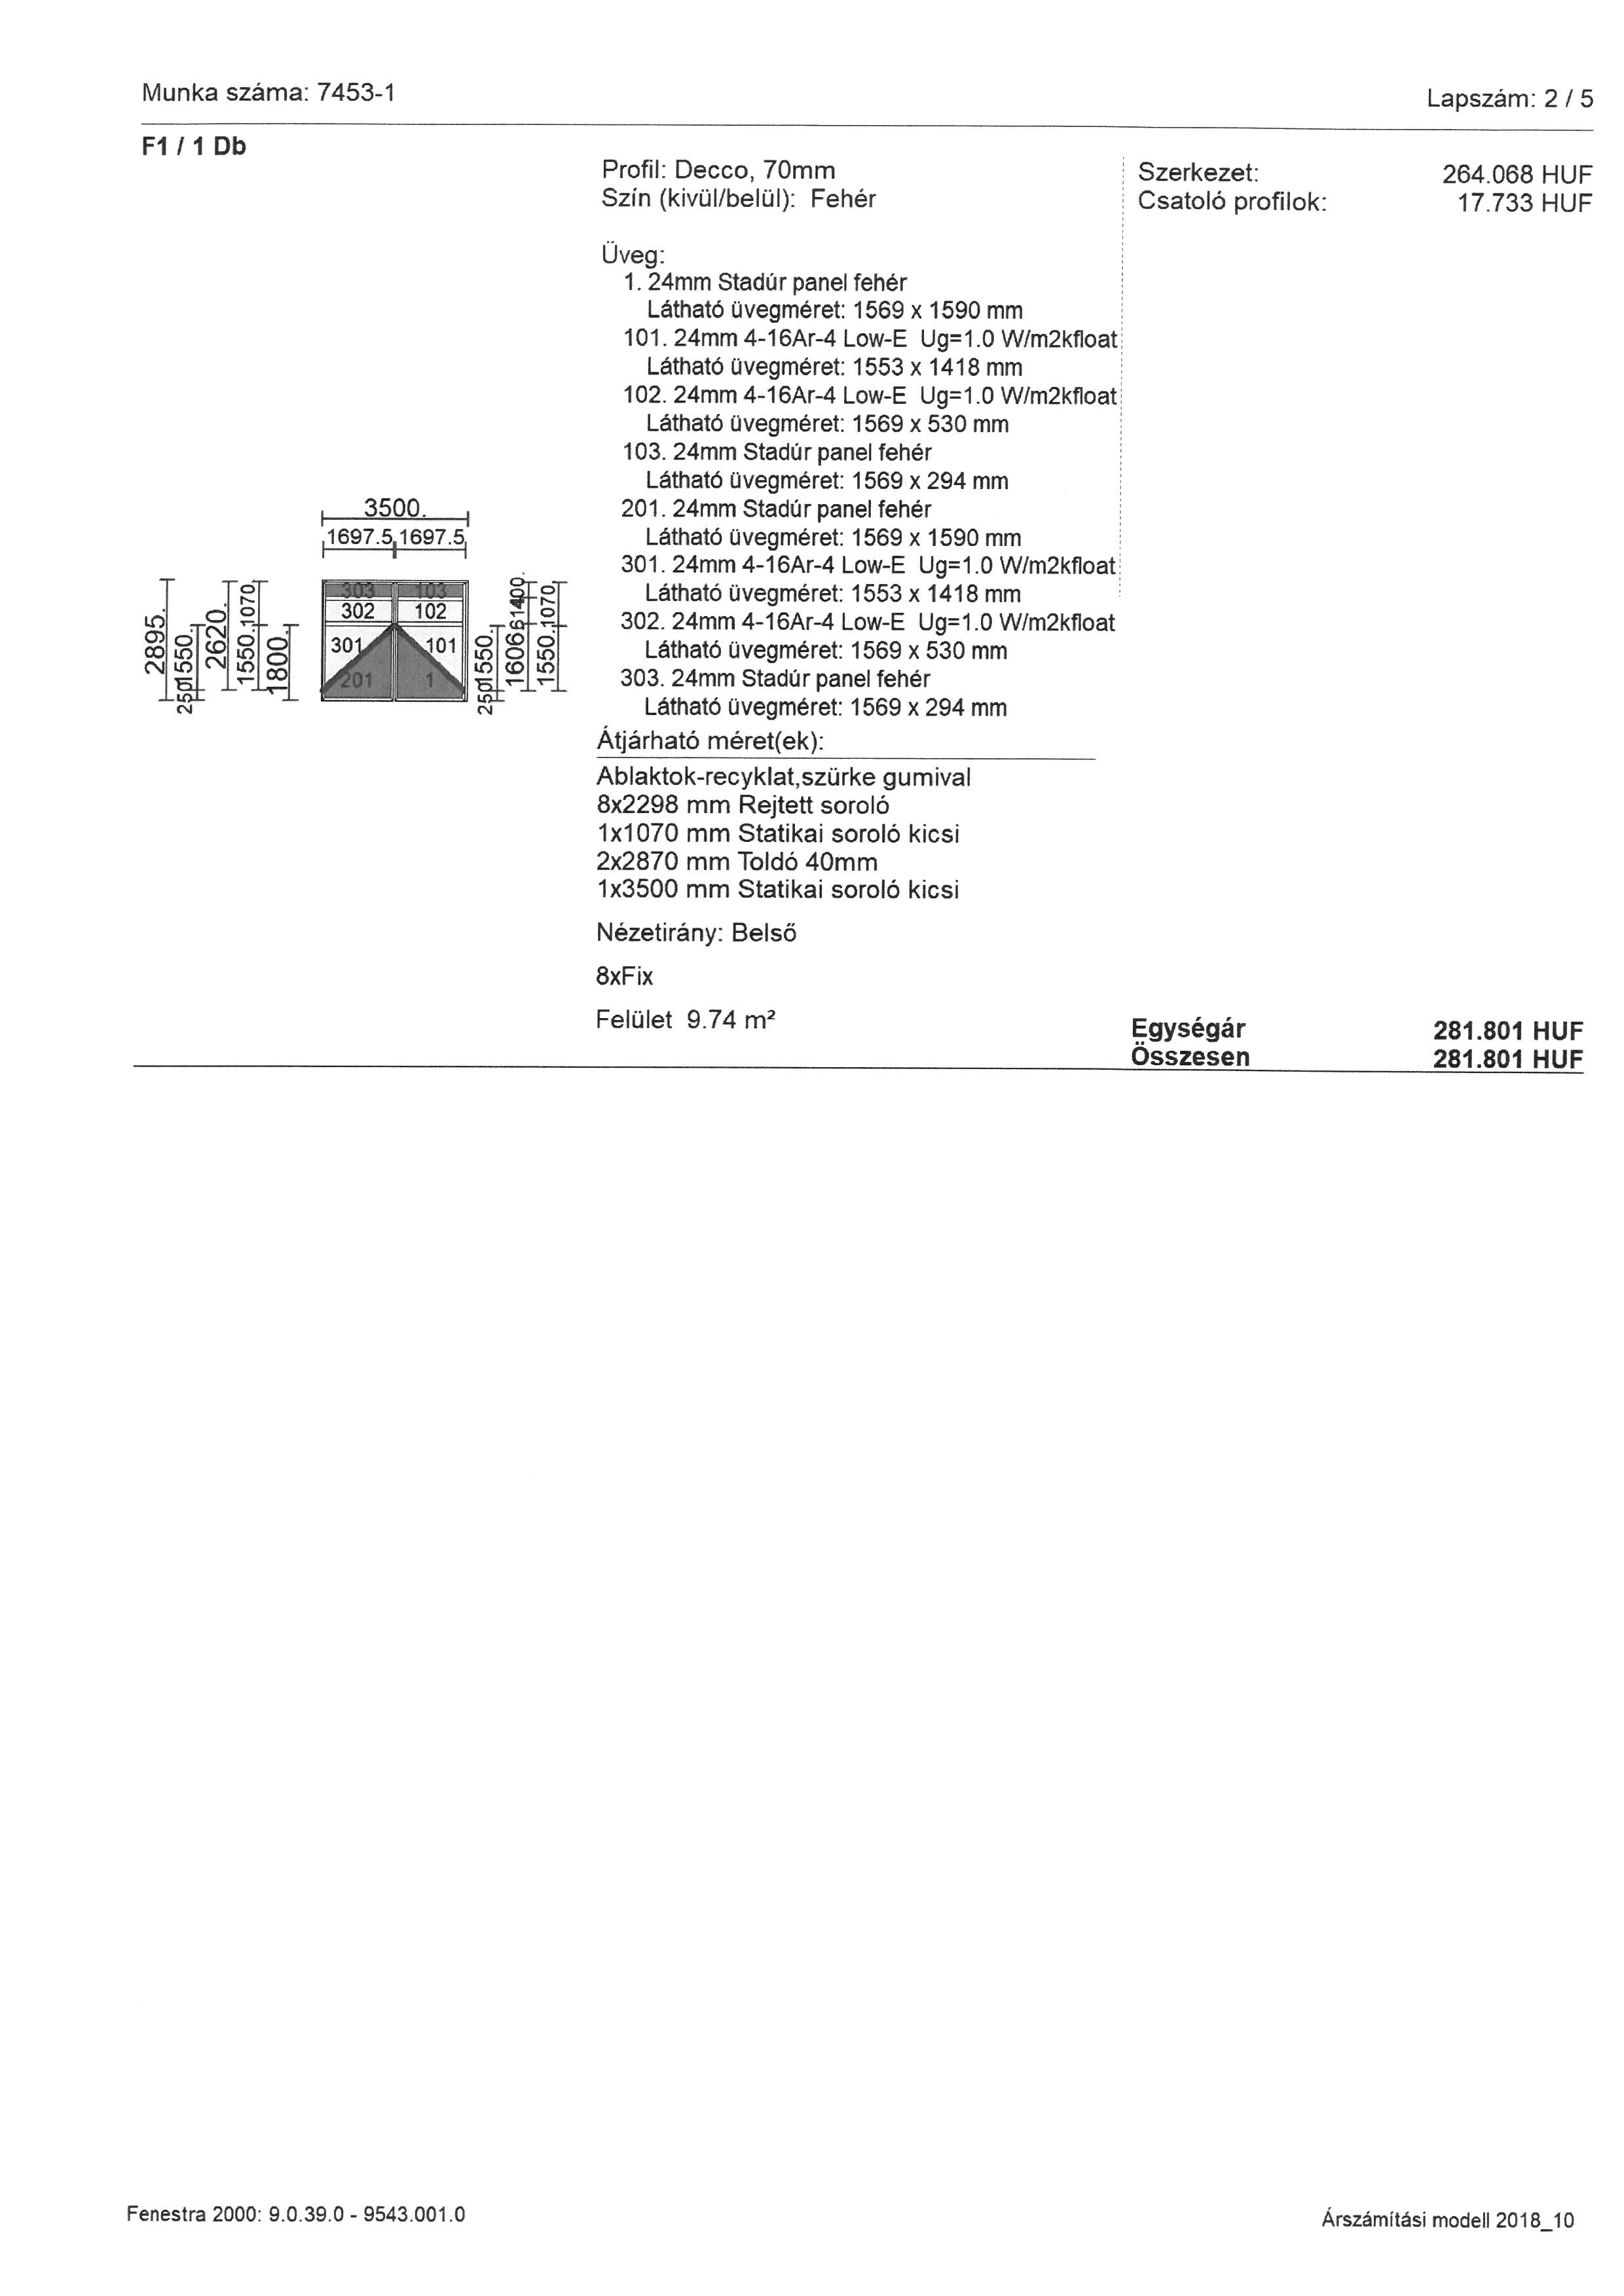 Munka száma: 7453-1
Lapszám: 2 / 5
F1 / 1 Db
Profil: Decco, 70mm
Szín (kivül/belül): Fehér
Szerkezet: 264.068 HUF
Csatoló profilok: 17.733 HUF
Üveg:
1. 24mm Stadúr panel fehér
Látható üvegméret: 1569 x 1590 mm
101. 24mm 4-16Ar-4 Low-E Ug=1.0 W/m2kfloat
Látható üvegméret: 1553 x 1418 mm
102. 24mm 4-16Ar-4 Low-E Ug=1.0 W/m2kfloat
Látható üvegméret: 1569 x 530 mm
103. 24mm Stadúr panel fehér
Látható üvegméret: 1569 x 294 mm
201. 24mm Stadúr panel fehér
Látható üvegméret: 1569 x 1590 mm
301. 24mm 4-16Ar-4 Low-E Ug=1.0 W/m2kfloat
Látható üvegméret: 1553 x 1418 mm
302. 24mm 4-16Ar-4 Low-E Ug=1.0 W/m2kfloat
Látható üvegméret: 1569 x 530 mm
303. 24mm Stadúr panel fehér
Látható üvegméret: 1569 x 294 mm
3500.
1697.5 1697.5
2895.
250 1550.
2620.
1550. 1070
1800.
303 103
302 102
301 101
201 1
250 1550.
1606
1550. 1070
Átjárható méret(ek):
Ablaktok-recyklat,szürke gumival
8x2298 mm Rejtett soroló
1x1070 mm Statikai soroló kicsi
2x2870 mm Toldó 40mm
1x3500 mm Statikai soroló kicsi
Nézetirány: Belső
8xFix
Felület 9.74 m²
Egységár 281.801 HUF
Összesen 281.801 HUF
Fenestra 2000: 9.0.39.0 - 9543.001.0
Árszámítási modell 2018_10